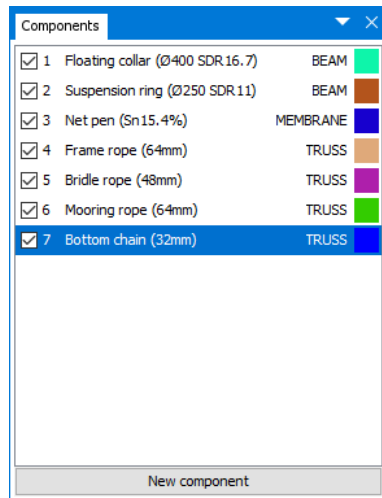 Components
1 Floating collar (Ø400 SDR16.7) BEAM
2 Suspension ring (Ø250 SDR11) BEAM
3 Net pen (Sn15.4%) MEMBRANE
4 Frame rope (64mm) TRUSS
5 Bridle rope (48mm) TRUSS
6 Mooring rope (64mm) TRUSS
7 Bottom chain (32mm) TRUSS
New component